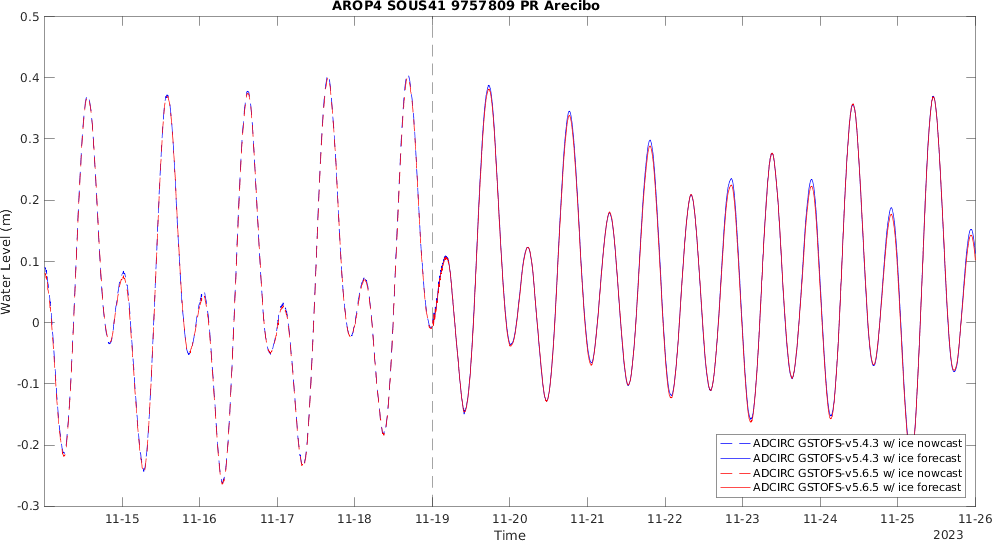 AROP4 SOUS41 9757809 PR Arecibo
0.5
0.4
0.3
0.2
0.1
0
-0.1
-0.2
-0.3
Water Level (m)
ADCIRC GSTOFS-v5.4.3 w/ ice nowcast
ADCIRC GSTOFS-v5.4.3 w/ ice forecast
ADCIRC GSTOFS-v5.6.5 w/ ice nowcast
ADCIRC GSTOFS-v5.6.5 w/ ice forecast
11-15 11-16 11-17 11-18 11-19 11-20 11-21 11-22 11-23 11-24 11-25 11-26
Time
2023